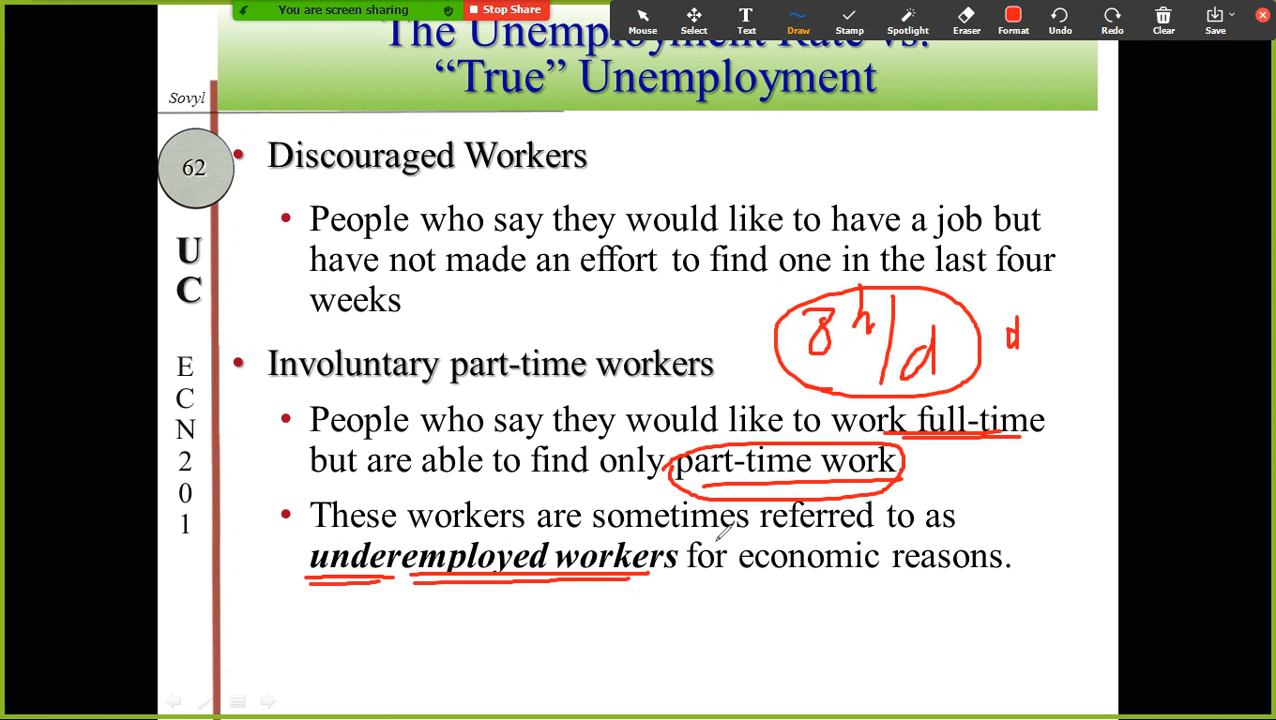 You are screen sharing
Stop Share
Mouse
Select
Text
Draw
Stamp
Spotlight
Eraser
Format
Undo
Redo
Clear
Save
The Unemployment Rate vs.
“True” Unemployment
Sovyl
62
UC
ECN201
• Discouraged Workers
• People who say they would like to have a job but
have not made an effort to find one in the last four
weeks
8 h/d
d
• Involuntary part-time workers
• People who say they would like to work full-time
but are able to find only part-time work
• These workers are sometimes referred to as
underemployed workers for economic reasons.